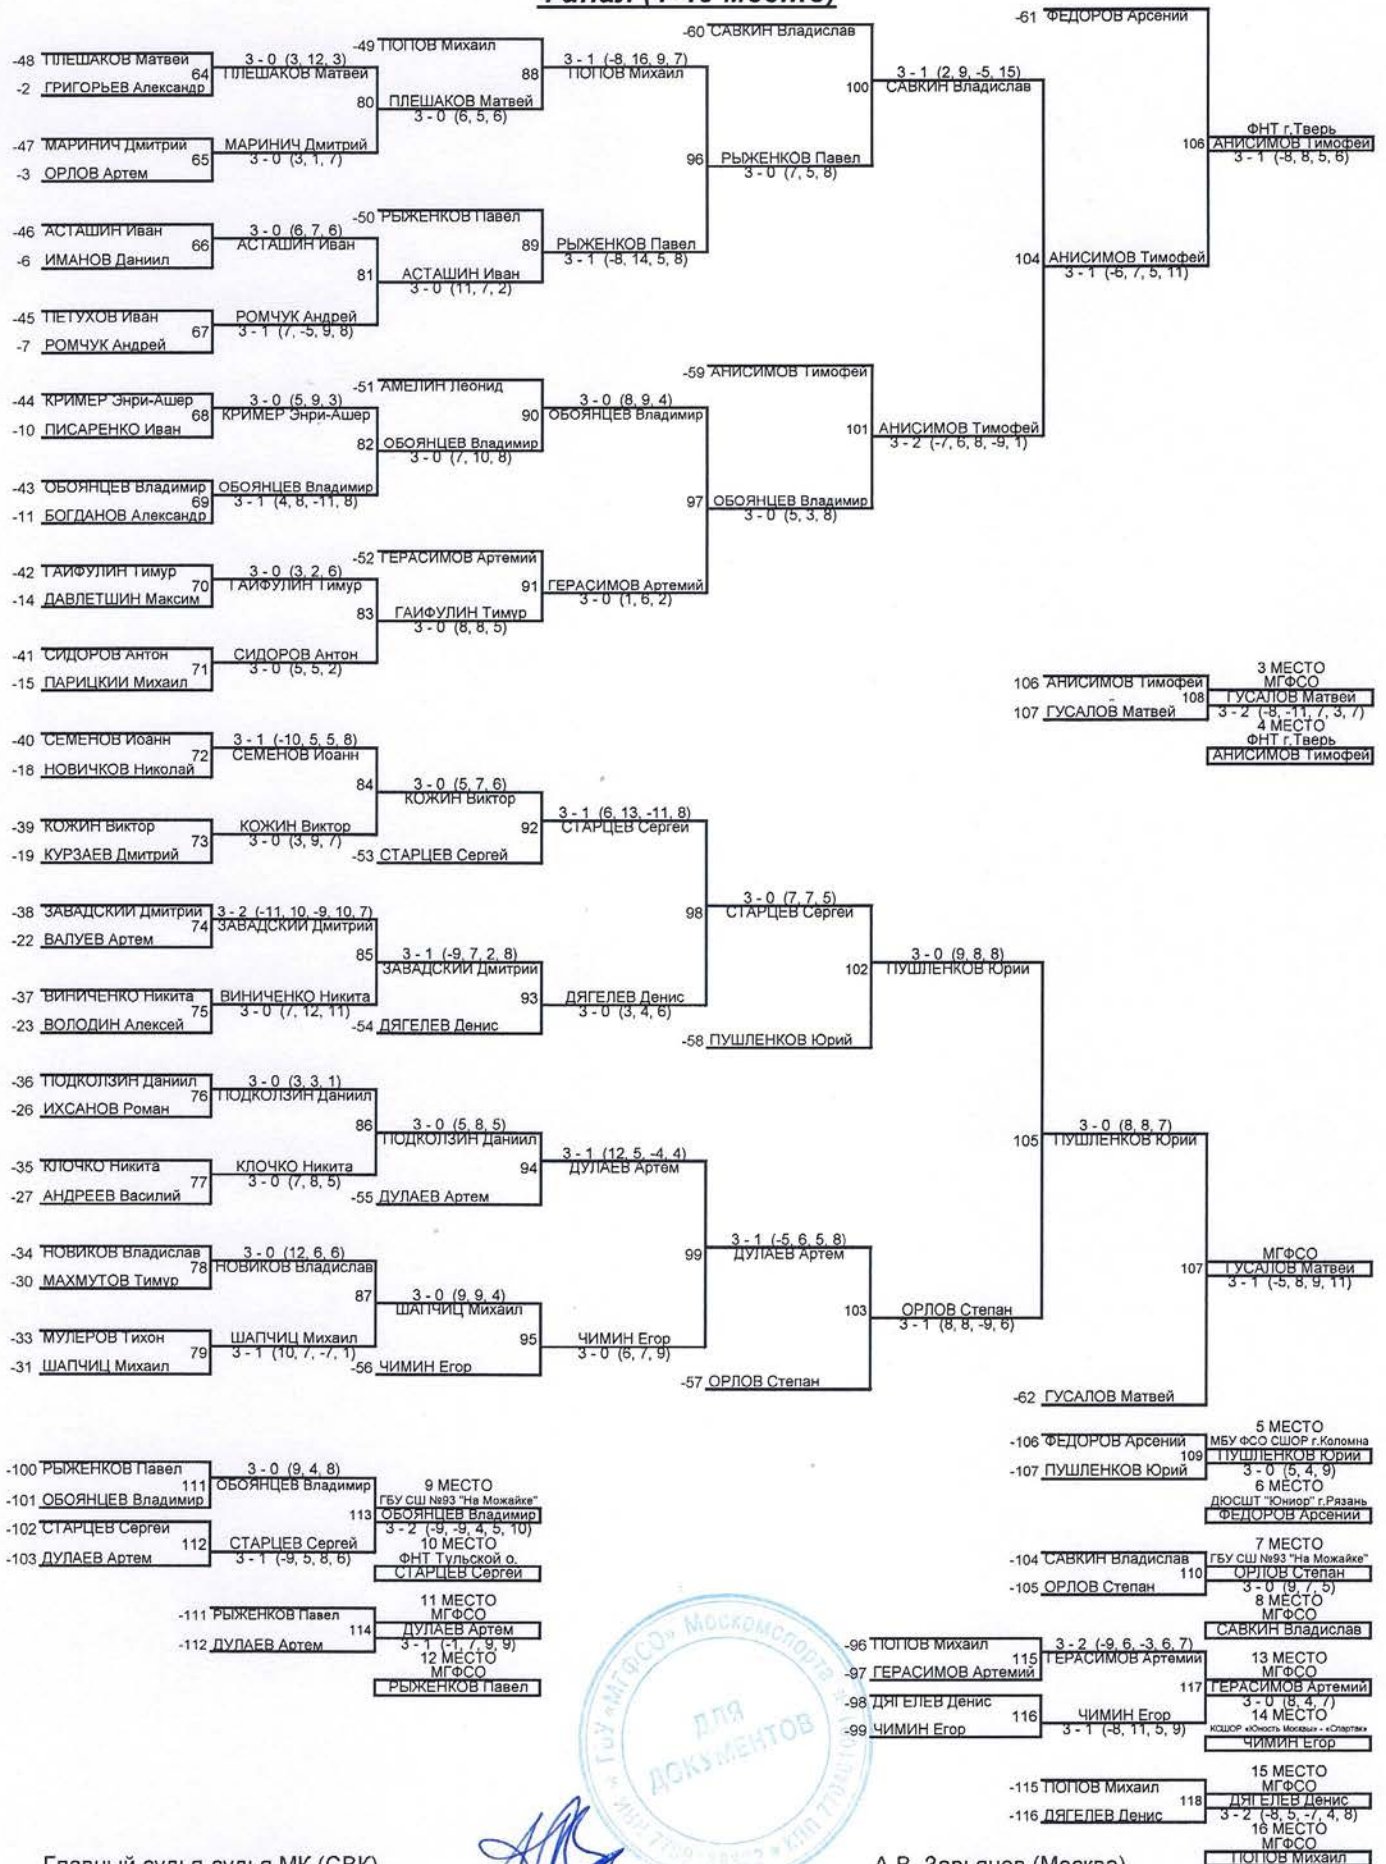 -61 ФЕДОРОВ Арсений
-60 САВКИН Владислав
-49 ПОПОВ Михаил
-48 ПЛЕШАКОВ Матвей
3 - 0 (3, 12, 3)
64
ПЛЕШАКОВ Матвей
-2 ГРИГОРЬЕВ Александр
3 - 1 (-8, 16, 9, 7)
88
ПОПОВ Михаил
3 - 1 (2, 9, -5, 15)
100
САВКИН Владислав
80
ПЛЕШАКОВ Матвей
3 - 0 (6, 5, 6)
ФНТ г.Тверь
106 АНИСИМОВ Тимофей
3 - 1 (-8, 8, 5, 6)
-47 МАРИНИЧ Дмитрий
65
МАРИНИЧ Дмитрий
3 - 0 (3, 1, 7)
-3 ОРЛОВ Артем
96 РЫЖЕНКОВ Павел
3 - 0 (7, 5, 8)
-50 РЫЖЕНКОВ Павел
-46 АСТАШИН Иван
3 - 0 (6, 7, 6)
66
АСТАШИН Иван
-6 ИМАНОВ Даниил
89 РЫЖЕНКОВ Павел
3 - 1 (-8, 14, 5, 8)
81 АСТАШИН Иван
3 - 0 (11, 7, 2)
104 АНИСИМОВ Тимофей
3 - 1 (-6, 7, 5, 11)
-45 ПЕТУХОВ Иван
67
РОМЧУК Андрей
3 - 1 (7, -5, 9, 8)
-7 РОМЧУК Андрей
-59 АНИСИМОВ Тимофей
-51 АМЕЛИН Леонид
-44 КРИМЕР Энри-Ашер
3 - 0 (5, 9, 3)
68
КРИМЕР Энри-Ашер
-10 ПИСАРЕНКО Иван
3 - 0 (8, 9, 4)
90 ОБОЯНЦЕВ Владимир
101 АНИСИМОВ Тимофей
3 - 2 (-7, 6, 8, -9, 1)
82 ОБОЯНЦЕВ Владимир
3 - 0 (7, 10, 8)
-43 ОБОЯНЦЕВ Владимир
69
ОБОЯНЦЕВ Владимир
3 - 1 (4, 8, -11, 8)
-11 БОГДАНОВ Александр
97 ОБОЯНЦЕВ Владимир
3 - 0 (5, 3, 8)
-52 ГЕРАСИМОВ Артемий
-42 ГАЙФУЛИН Тимур
3 - 0 (3, 2, 6)
70
ГАЙФУЛИН Тимур
-14 ДАВЛЕТШИН Максим
91 ГЕРАСИМОВ Артемий
3 - 0 (1, 6, 2)
83 ГАЙФУЛИН Тимур
3 - 0 (8, 8, 5)
-41 СИДОРОВ Антон
71
СИДОРОВ Антон
3 - 0 (5, 5, 2)
-15 ПАРИЦКИЙ Михаил
3 МЕСТО
МГФСО
106 АНИСИМОВ Тимофей
108
ГУСАЛОВ Матвей
107 ГУСАЛОВ Матвей
3 - 2 (-8, -11, 7, 3, 7)
4 МЕСТО
ФНТ г.Тверь
АНИСИМОВ Тимофей
-40 СЕМЕНОВ Иоанн
3 - 1 (-10, 5, 5, 8)
72
СЕМЕНОВ Иоанн
-18 НОВИЧКОВ Николай
3 - 0 (5, 7, 6)
84
КОЖИН Виктор
3 - 1 (6, 13, -11, 8)
92
СТАРЦЕВ Сергей
-39 КОЖИН Виктор
73
КОЖИН Виктор
3 - 0 (3, 9, 7)
-19 КУРЗАЕВ Дмитрий
-53 СТАРЦЕВ Сергей
-38 ЗАВАДСКИЙ Дмитрий
3 - 2 (-11, 10, -9, 10, 7)
74
ЗАВАДСКИЙ Дмитрий
-22 ВАЛУЕВ Артем
3 - 0 (7, 7, 5)
98
СТАРЦЕВ Сергей
3 - 1 (-9, 7, 2, 8)
85
ЗАВАДСКИЙ Дмитрий
3 - 0 (9, 8, 8)
102
ПУШЛЕНКОВ Юрий
-37 ВИНИЧЕНКО Никита
75
ВИНИЧЕНКО Никита
3 - 0 (7, 12, 11)
-23 ВОЛОДИН Алексей
93 ДЯГЕЛЕВ Денис
3 - 0 (3, 4, 6)
-54 ДЯГЕЛЕВ Денис
-58 ПУШЛЕНКОВ Юрий
-36 ПОДКОЛЗИН Даниил
3 - 0 (3, 3, 1)
76
ПОДКОЛЗИН Даниил
-26 ИХСАНОВ Роман
3 - 0 (5, 8, 5)
86
ПОДКОЛЗИН Даниил
3 - 0 (8, 8, 7)
105
ПУШЛЕНКОВ Юрий
-35 КЛОЧКО Никита
77
КЛОЧКО Никита
3 - 0 (7, 8, 5)
-27 АНДРЕЕВ Василий
3 - 1 (12, 5, -4, 4)
94
ДУЛАЕВ Артем
-55 ДУЛАЕВ Артем
-34 НОВИКОВ Владислав
3 - 0 (12, 6, 6)
78
НОВИКОВ Владислав
-30 МАХМУТОВ Тимур
3 - 1 (-5, 6, 5, 8)
99
ДУЛАЕВ Артем
МГФСО
107 ГУСАЛОВ Матвей
3 - 1 (-5, 8, 9, 11)
3 - 0 (9, 9, 4)
87
ШАПЧИЦ Михаил
103 ОРЛОВ Степан
3 - 1 (8, 8, -9, 6)
-33 МУЛЕРОВ Тихон
79
ШАПЧИЦ Михаил
3 - 1 (10, 7, -7, 1)
-31 ШАПЧИЦ Михаил
95 ЧИМИН Егор
3 - 0 (6, 7, 9)
-56 ЧИМИН Егор
-57 ОРЛОВ Степан
-62 ГУСАЛОВ Матвей
5 МЕСТО
МБУ ФСО СШОР г.Коломна
-106 ФЕДОРОВ Арсений
109
ПУШЛЕНКОВ Юрий
-107 ПУШЛЕНКОВ Юрий
3 - 0 (5, 4, 9)
6 МЕСТО
ДЮСШТ "Юниор" г.Рязань
ФЕДОРОВ Арсений
-100 РЫЖЕНКОВ Павел
3 - 0 (9, 4, 8)
111
ОБОЯНЦЕВ Владимир
-101 ОБОЯНЦЕВ Владимир
9 МЕСТО
ГБУ СШ №93 "На Можайке"
113 ОБОЯНЦЕВ Владимир
3 - 2 (-9, -9, 4, 5, 10)
-102 СТАРЦЕВ Сергей
112
СТАРЦЕВ Сергей
3 - 1 (-9, 5, 8, 6)
-103 ДУЛАЕВ Артем
10 МЕСТО
ФНТ Тульской о.
СТАРЦЕВ Сергей
7 МЕСТО
ГБУ СШ №93 "На Можайке"
-104 САВКИН Владислав
110
ОРЛОВ Степан
-105 ОРЛОВ Степан
3 - 0 (9, 7, 5)
8 МЕСТО
МГФСО
САВКИН Владислав
11 МЕСТО
МГФСО
-111 РЫЖЕНКОВ Павел
114
ДУЛАЕВ Артем
-112 ДУЛАЕВ Артем
3 - 1 (-1, 7, 9, 9)
12 МЕСТО
МГФСО
РЫЖЕНКОВ Павел
-96 ПОПОВ Михаил
3 - 2 (-9, 6, -3, 6, 7)
115
ГЕРАСИМОВ Артемий
-97 ГЕРАСИМОВ Артемий
13 МЕСТО
МГФСО
117 ГЕРАСИМОВ Артемий
3 - 0 (8, 4, 7)
-98 ДЯГЕЛЕВ Денис
116
ЧИМИН Егор
3 - 1 (-8, 11, 5, 9)
-99 ЧИМИН Егор
14 МЕСТО
КСШОР «Юность Москвы» - «Спартак»
ЧИМИН Егор
15 МЕСТО
МГФСО
-115 ПОПОВ Михаил
118
ДЯГЕЛЕВ Денис
-116 ДЯГЕЛЕВ Денис
3 - 2 (-8, 5, -7, 4, 8)
16 МЕСТО
МГФСО
ПОПОВ Михаил
ГБУ «МГФСО» Москомспорта
ДЛЯ
ДОКУМЕНТОВ
Главный судья-судья МК (СВК)